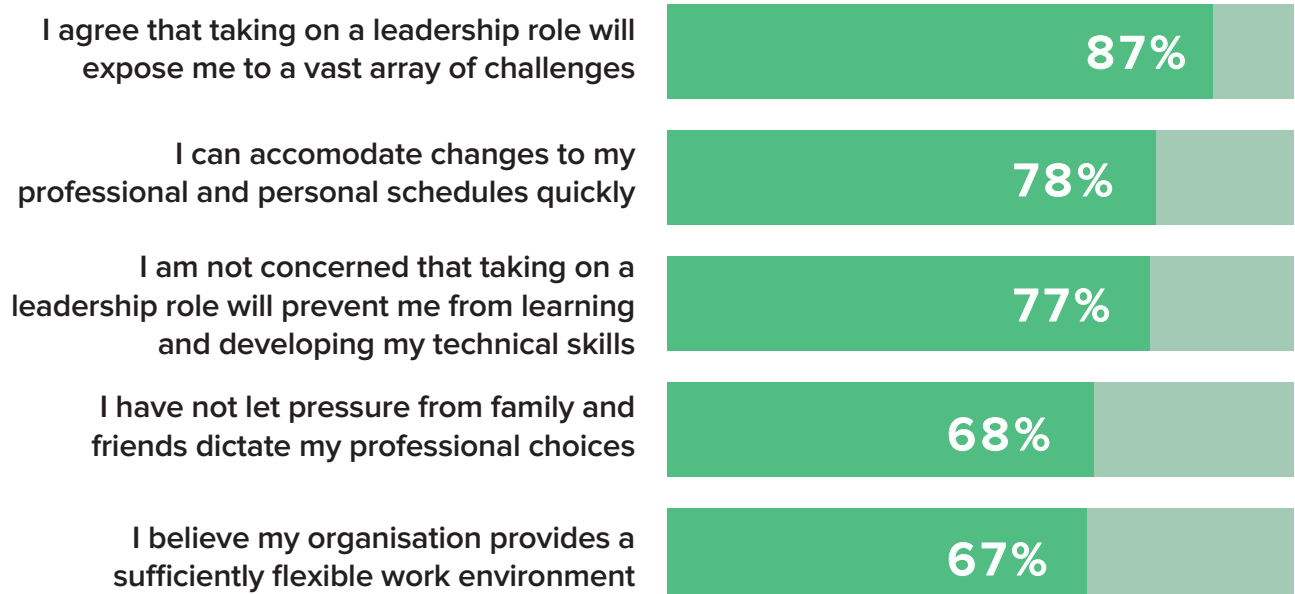 I agree that taking on a leadership role will
expose me to a vast array of challenges
87%
I can accomodate changes to my
professional and personal schedules quickly
78%
I am not concerned that taking on a
leadership role will prevent me from learning
and developing my technical skills
77%
I have not let pressure from family and
friends dictate my professional choices
68%
I believe my organisation provides a
sufficiently flexible work environment
67%